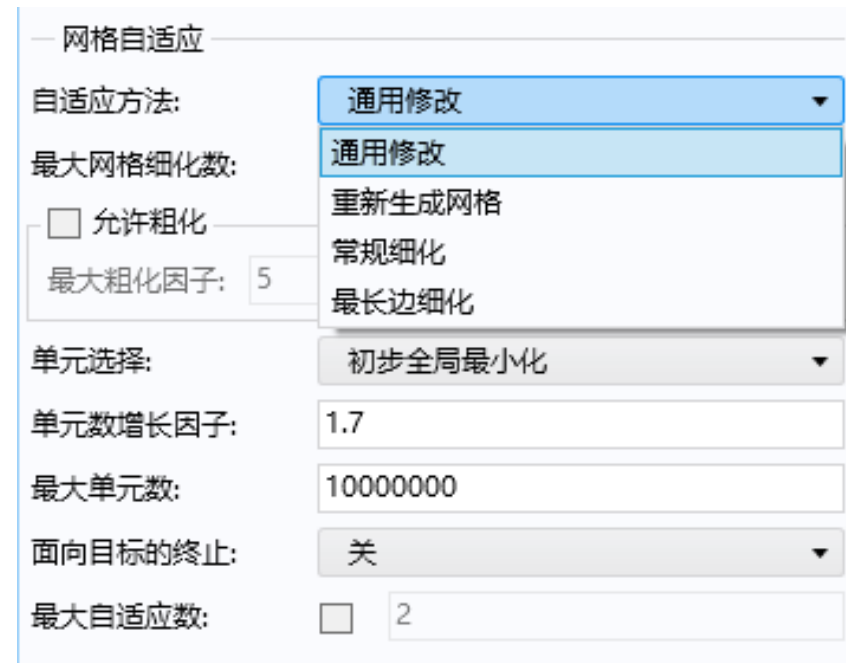 网格自适应
自适应方法: 通用修改
通用修改
最大网格细化数:
重新生成网格
允许粗化
常规细化
最大粗化因子: 5
最长边细化
单元选择: 初步全局最小化
单元数增长因子: 1.7
最大单元数: 10000000
面向目标的终止: 关
最大自适应数: 2